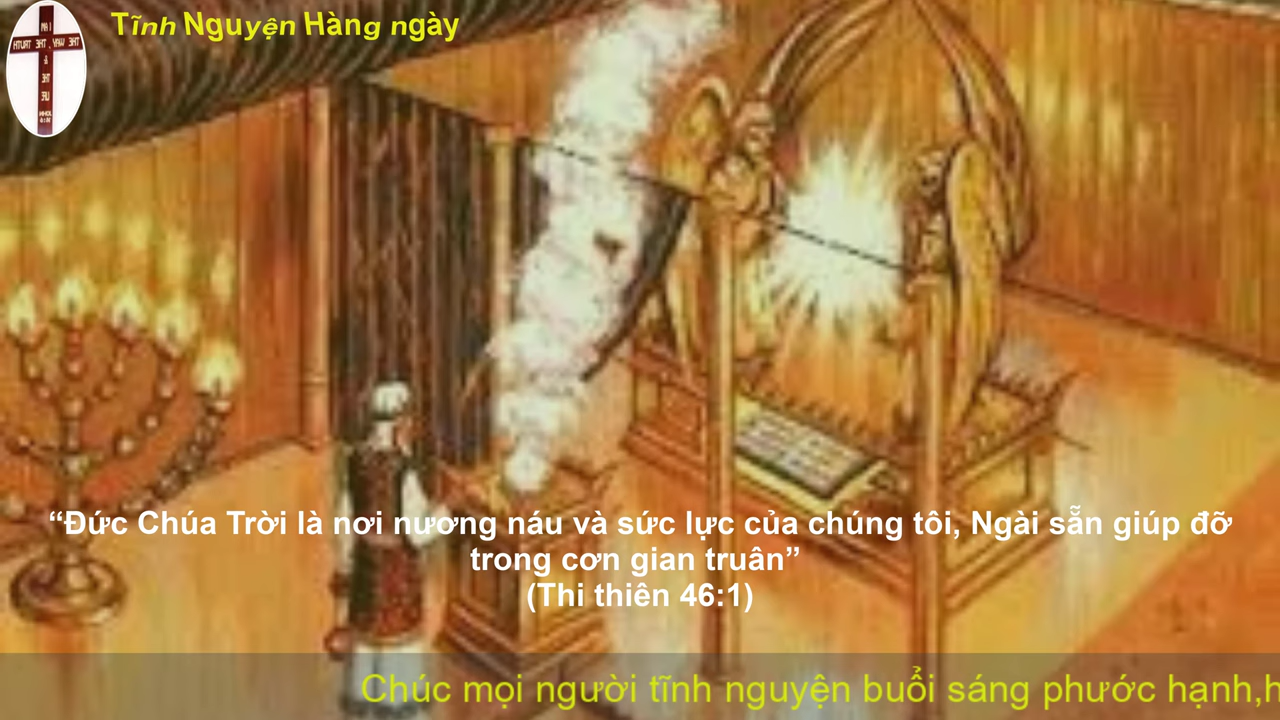 Tĩnh Nguyện Hàng ngày
“Đức Chúa Trời là nơi nương náu và sức lực của chúng tôi, Ngài sẵn giúp đỡ
trong cơn gian truân”
(Thi thiên 46:1)
Chúc mọi người tĩnh nguyện buổi sáng phước hạnh,h